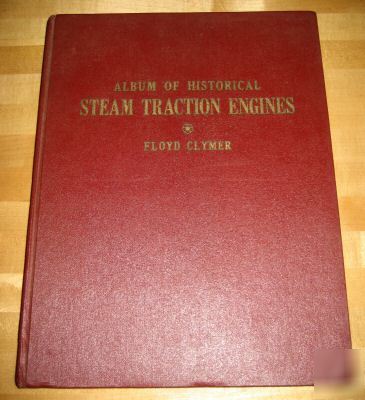 ALBUM OF HISTORICAL
STEAM TRACTION ENGINES
FLOYD CLYMER